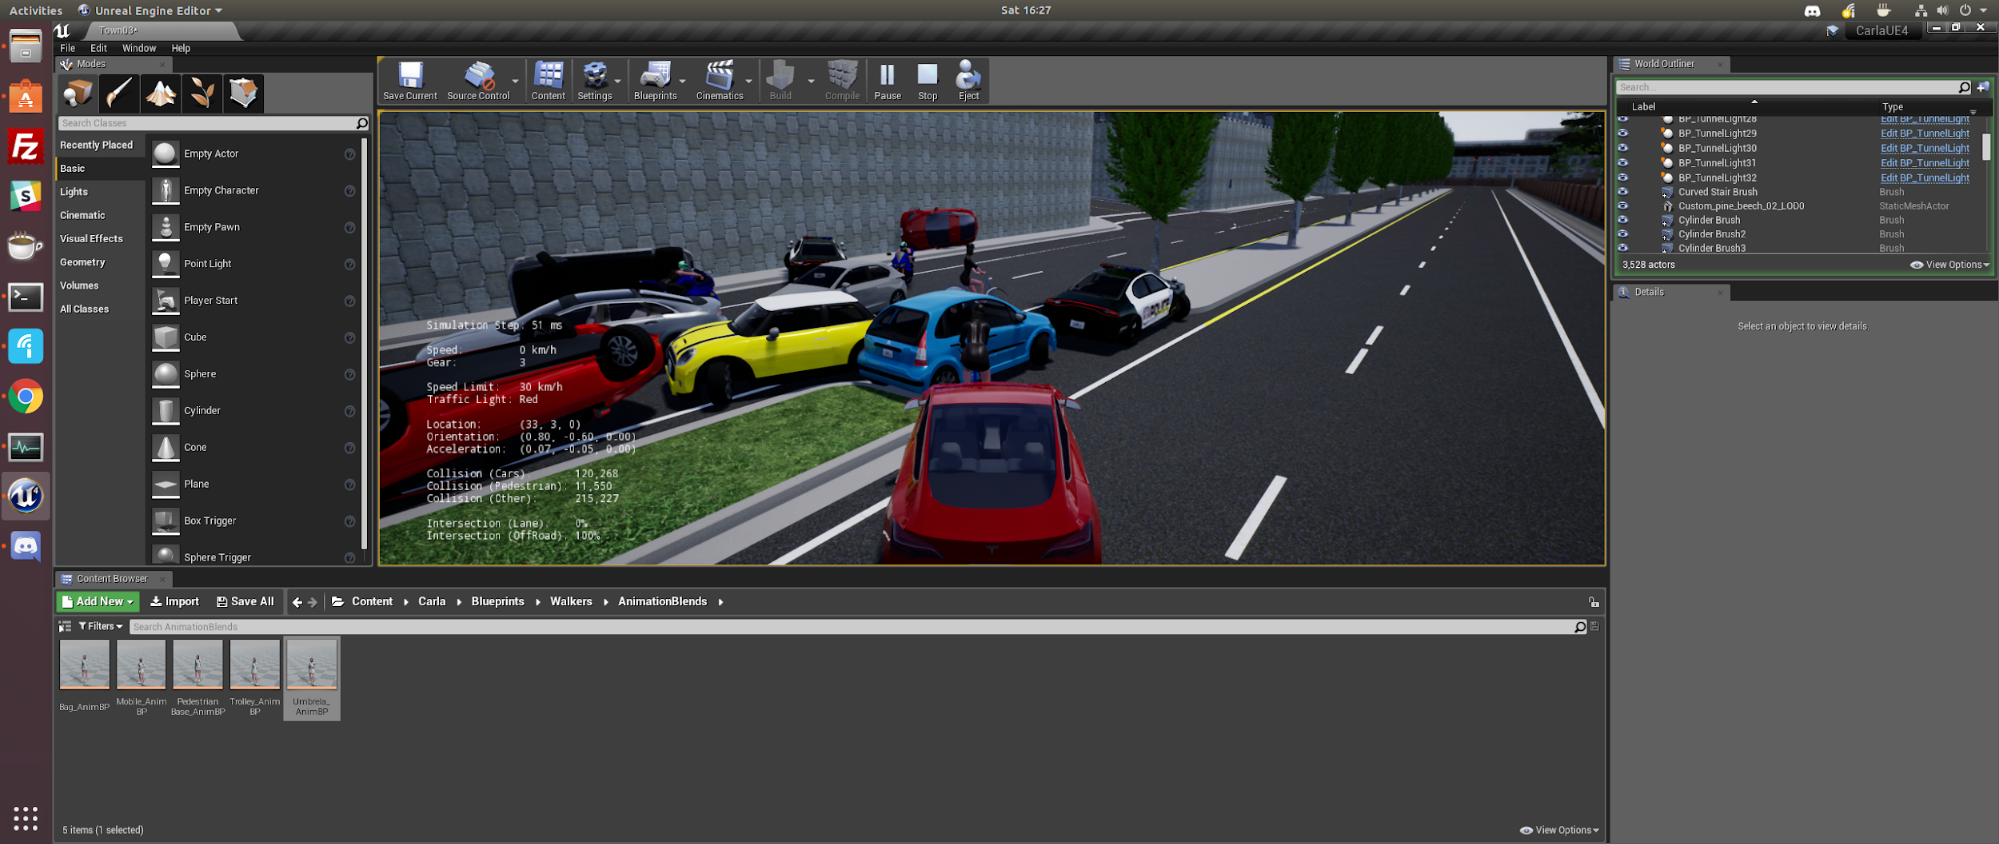 Activities
Unreal Engine Editor
Sat 16:27
Town03*
CarlaUE4
File Edit Window Help
Modes
Search Classes
Recently Placed
Basic
Lights
Cinematic
Visual Effects
Geometry
Volumes
All Classes
Empty Actor
Empty Character
Empty Pawn
Point Light
Player Start
Cube
Sphere
Cylinder
Cone
Plane
Box Trigger
Sphere Trigger
Save Current Source Control Content Settings Blueprints Cinematics Build Compile Pause Stop Eject
Simulation Step: 51 ms
Speed: 0 km/h
Gear: 3
Speed Limit: 30 km/h
Traffic Light: Red
Location: (33, 3, 0)
Orientation: (0.80, -0.60, 0.00)
Acceleration: (0.07, -0.05, 0.00)
Collision (Cars): 120,268
Collision (Pedestrian): 11,550
Collision (Other): 215,227
Intersection (Lane): 0%
Intersection (OffRoad): 100%
World Outliner
Search...
Label Type
BP_TunnelLight28 Edit BP_TunnelLight
BP_TunnelLight29 Edit BP_TunnelLight
BP_TunnelLight30 Edit BP_TunnelLight
BP_TunnelLight31 Edit BP_TunnelLight
BP_TunnelLight32 Edit BP_TunnelLight
Curved Stair Brush Brush
Custom_pine_beech_02_LOD0 StaticMeshActor
Cylinder Brush Brush
Cylinder Brush2 Brush
Cylinder Brush3 Brush
3,528 actors
View Options
Details
Select an object to view details
Content Browser
Add New Import Save All Content Carla Blueprints Walkers AnimationBlends
Filters Search AnimationBlends
Bag_AnimBP
Mobile_Anim
BP
Pedestrian
Base_AnimBP
Trolley_Anim
BP
Umbrela_
AnimBP
5 items (1 selected)
View Options